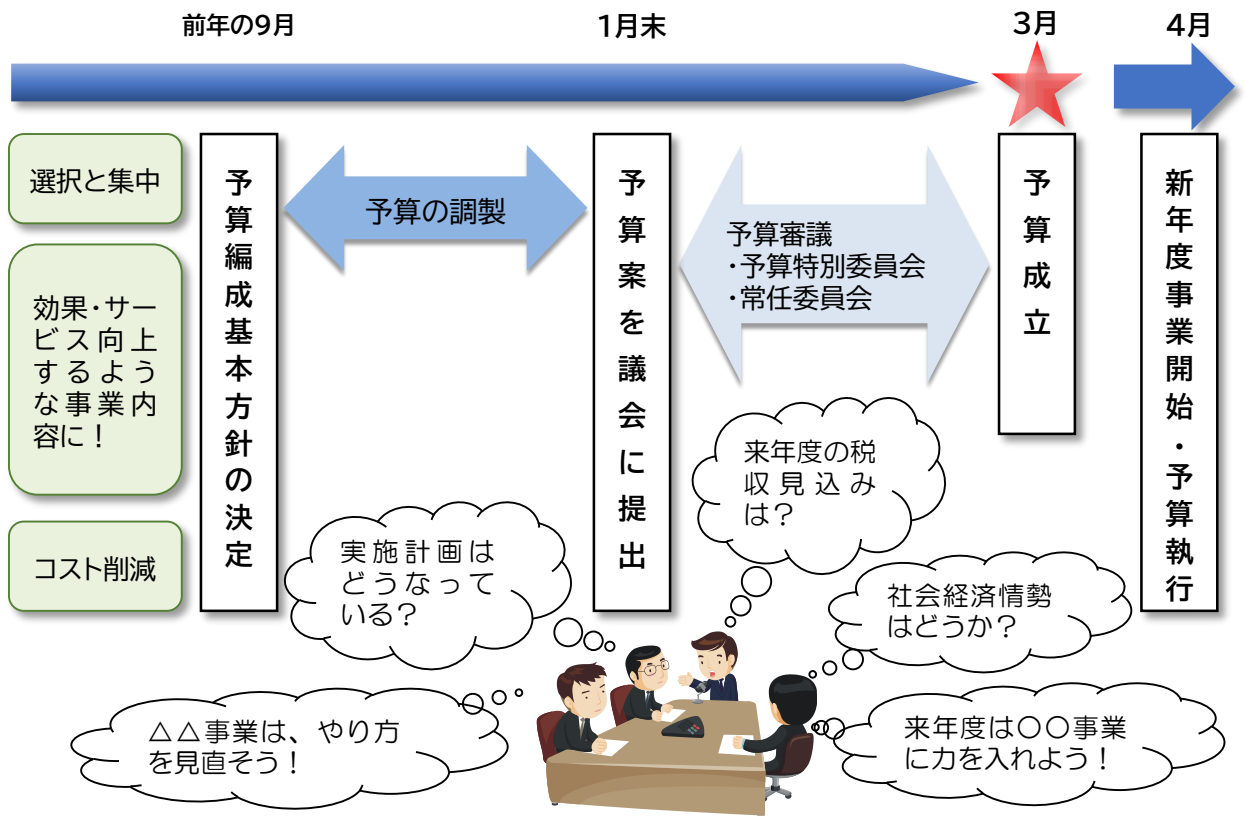 前年の9月
1月末
3月
4月
選択と集中
効果・サー
ビス向上
するよう
な事業内
容に！
コスト削減
予算編成基本方針の決定
予算の調製
予算案を議会に提出
予算審議
・予算特別委員会
・常任委員会
予算成立
新年度事業開始・予算執行
来年度の税
収見込み
は？
実施計画は
どうなって
いる？
社会経済情勢
はどうか？
△△事業は、やり方
を見直そう！
来年度は〇〇事業
に力を入れよう！